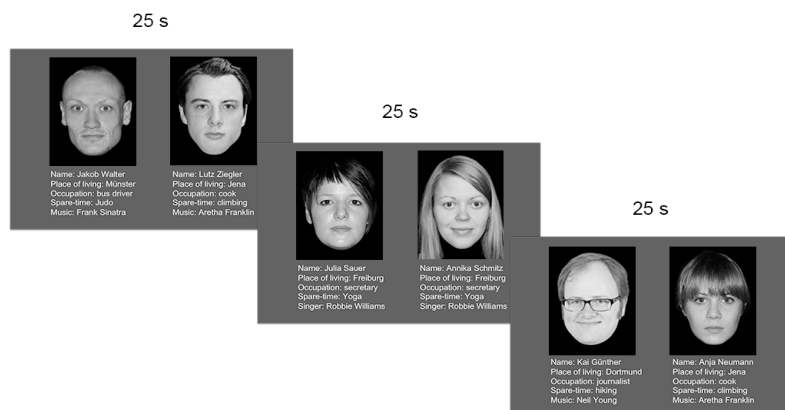 25 s
Name: Jakob Walter
Place of living: Münster
Occupation: bus driver
Spare-time: Judo
Music: Frank Sinatra
Name: Lutz Ziegler
Place of living: Jena
Occupation: cook
Spare-time: climbing
Music: Aretha Franklin
25 s
Name: Julia Sauer
Place of living: Freiburg
Occupation: secretary
Spare-time: Yoga
Singer: Robbie Williams
Name: Annika Schmitz
Place of living: Freiburg
Occupation: secretary
Spare-time: Yoga
Singer: Robbie Williams
25 s
Name: Kai Günther
Place of living: Dortmund
Occupation: journalist
Spare-time: hiking
Music: Neil Young
Name: Anja Neumann
Place of living: Jena
Occupation: cook
Spare-time: climbing
Music: Aretha Franklin